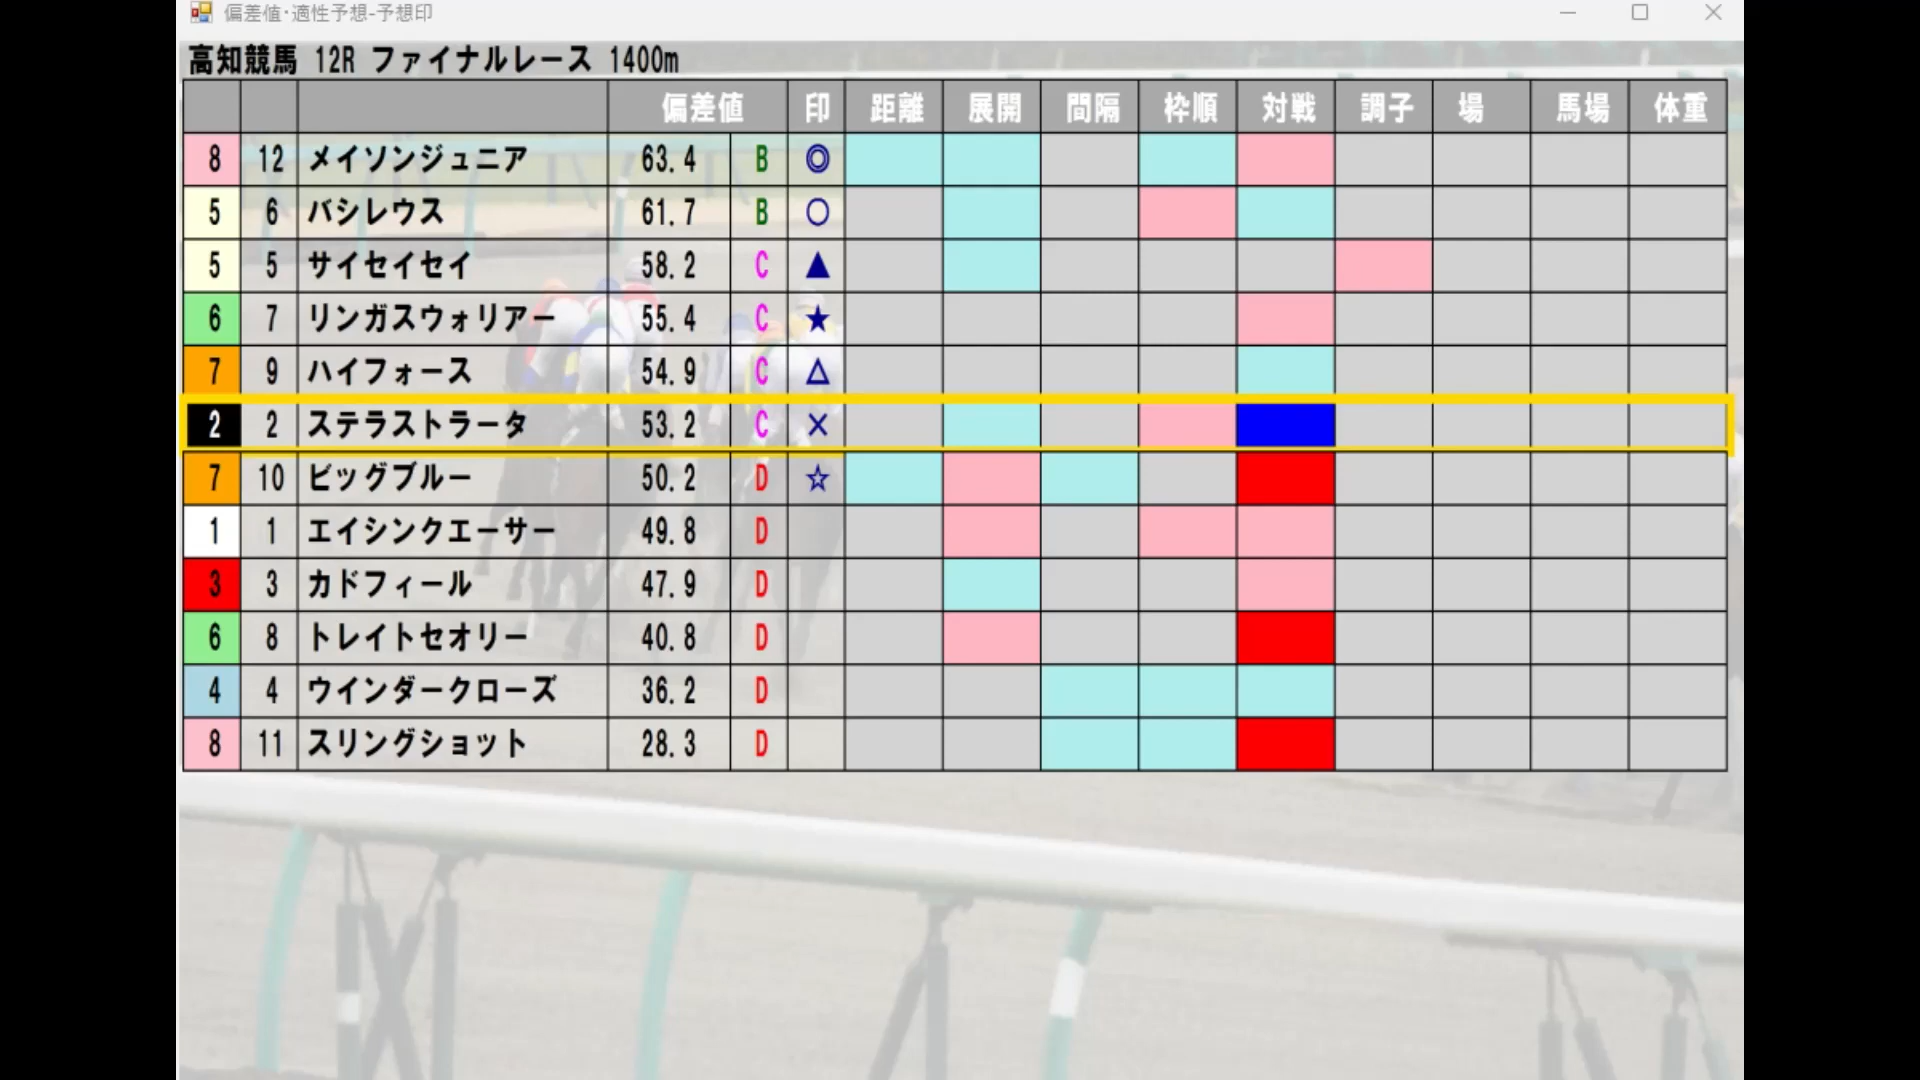 偏差値・適性予想-予想印
高知競馬 12R ファイナルレース 1400m
偏差値 印 距離 展開 間隔 枠順 対戦 調子 場 馬場 体重
8 12 メイソンジュニア 63.4 B ◎
5 6 バシレウス 61.7 B ○
5 5 サイセイセイ 58.2 C ▲
6 7 リンガスウォリアー 55.4 C ★
7 9 ハイフォース 54.9 C △
2 2 ステラストラータ 53.2 C ×
7 10 ビッグブルー 50.2 D ☆
1 1 エイシンクエーサー 49.8 D
3 3 カドフィール 47.9 D
6 8 トレイトセオリー 40.8 D
4 4 ウインダークローズ 36.2 D
8 11 スリングショット 28.3 D